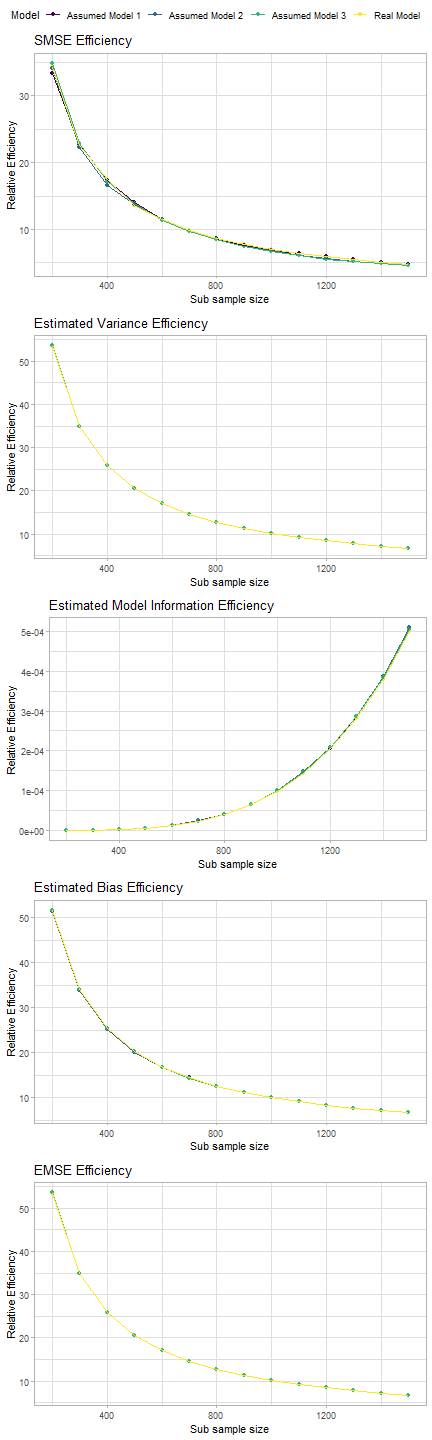 Model Assumed Model 1 Assumed Model 2 Assumed Model 3 Real Model
SMSE Efficiency
Relative Efficiency
30
20
10
400 800 1200
Sub sample size
Estimated Variance Efficiency
Relative Efficiency
50
40
30
20
10
400 800 1200
Sub sample size
Estimated Model Information Efficiency
Relative Efficiency
5e-04
4e-04
3e-04
2e-04
1e-04
0e+00
400 800 1200
Sub sample size
Estimated Bias Efficiency
Relative Efficiency
50
40
30
20
10
400 800 1200
Sub sample size
EMSE Efficiency
Relative Efficiency
50
40
30
20
10
400 800 1200
Sub sample size